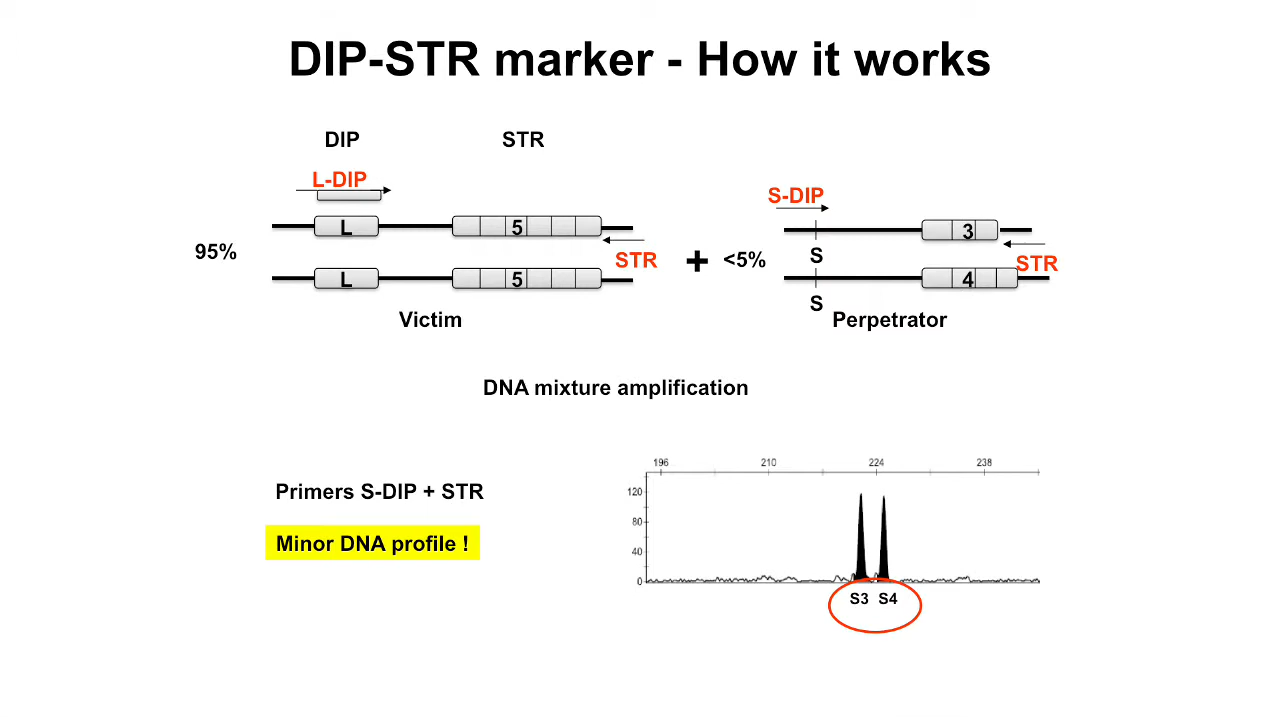 DIP-STR marker - How it works
DIP STR
L-DIP
S-DIP
L 5
3
S
95%
STR
+ <5%
STR
L 5
4
S
Victim
Perpetrator
DNA mixture amplification
196 210 224 238
120
80
40
0
Primers S-DIP + STR
Minor DNA profile !
S3 S4